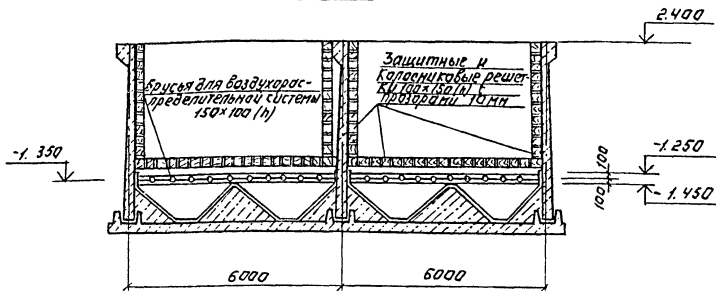 2.400
Брусья для воздухорас-
пределительной системы
150×100 (h)
Защитные и
колосниковые решет-
ки 100×150(h) с
прозорами 10мм
-1.350
-1.250
100
100
-1.450
6000
6000